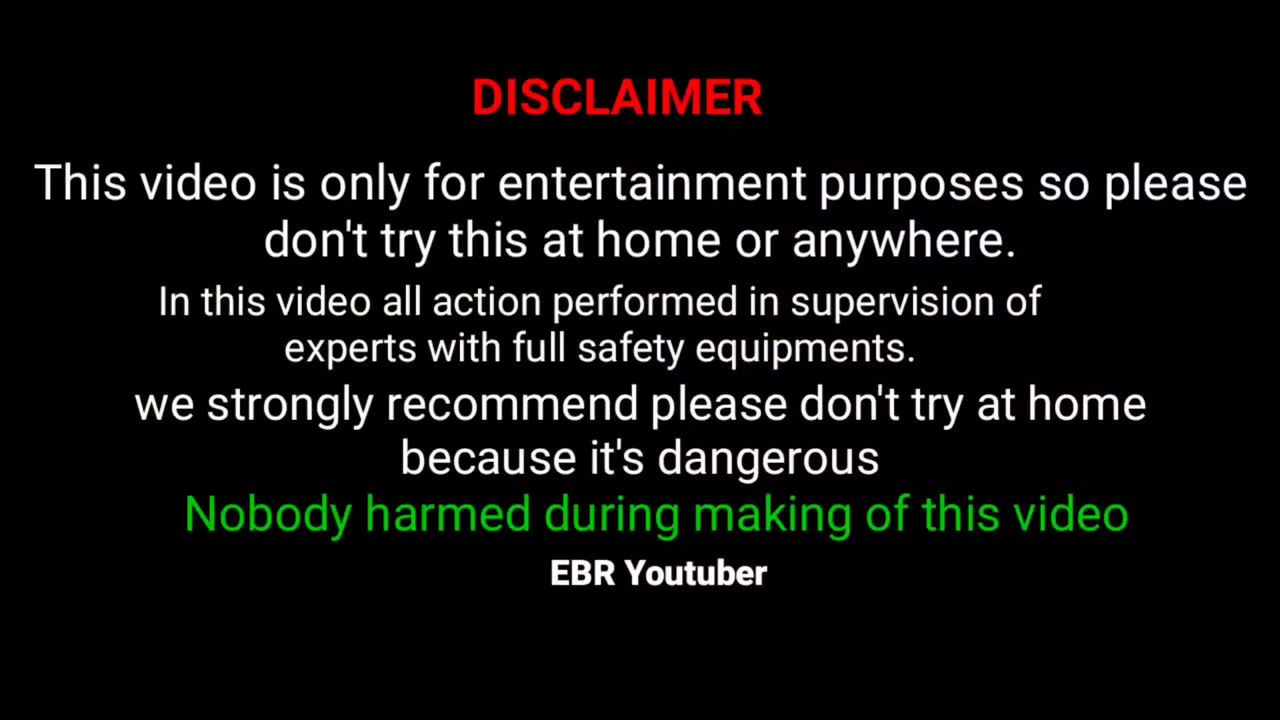 DISCLAIMER
This video is only for entertainment purposes so please
don't try this at home or anywhere.
In this video all action performed in supervision of
experts with full safety equipments.
we strongly recommend please don't try at home
because it's dangerous
Nobody harmed during making of this video
EBR Youtuber